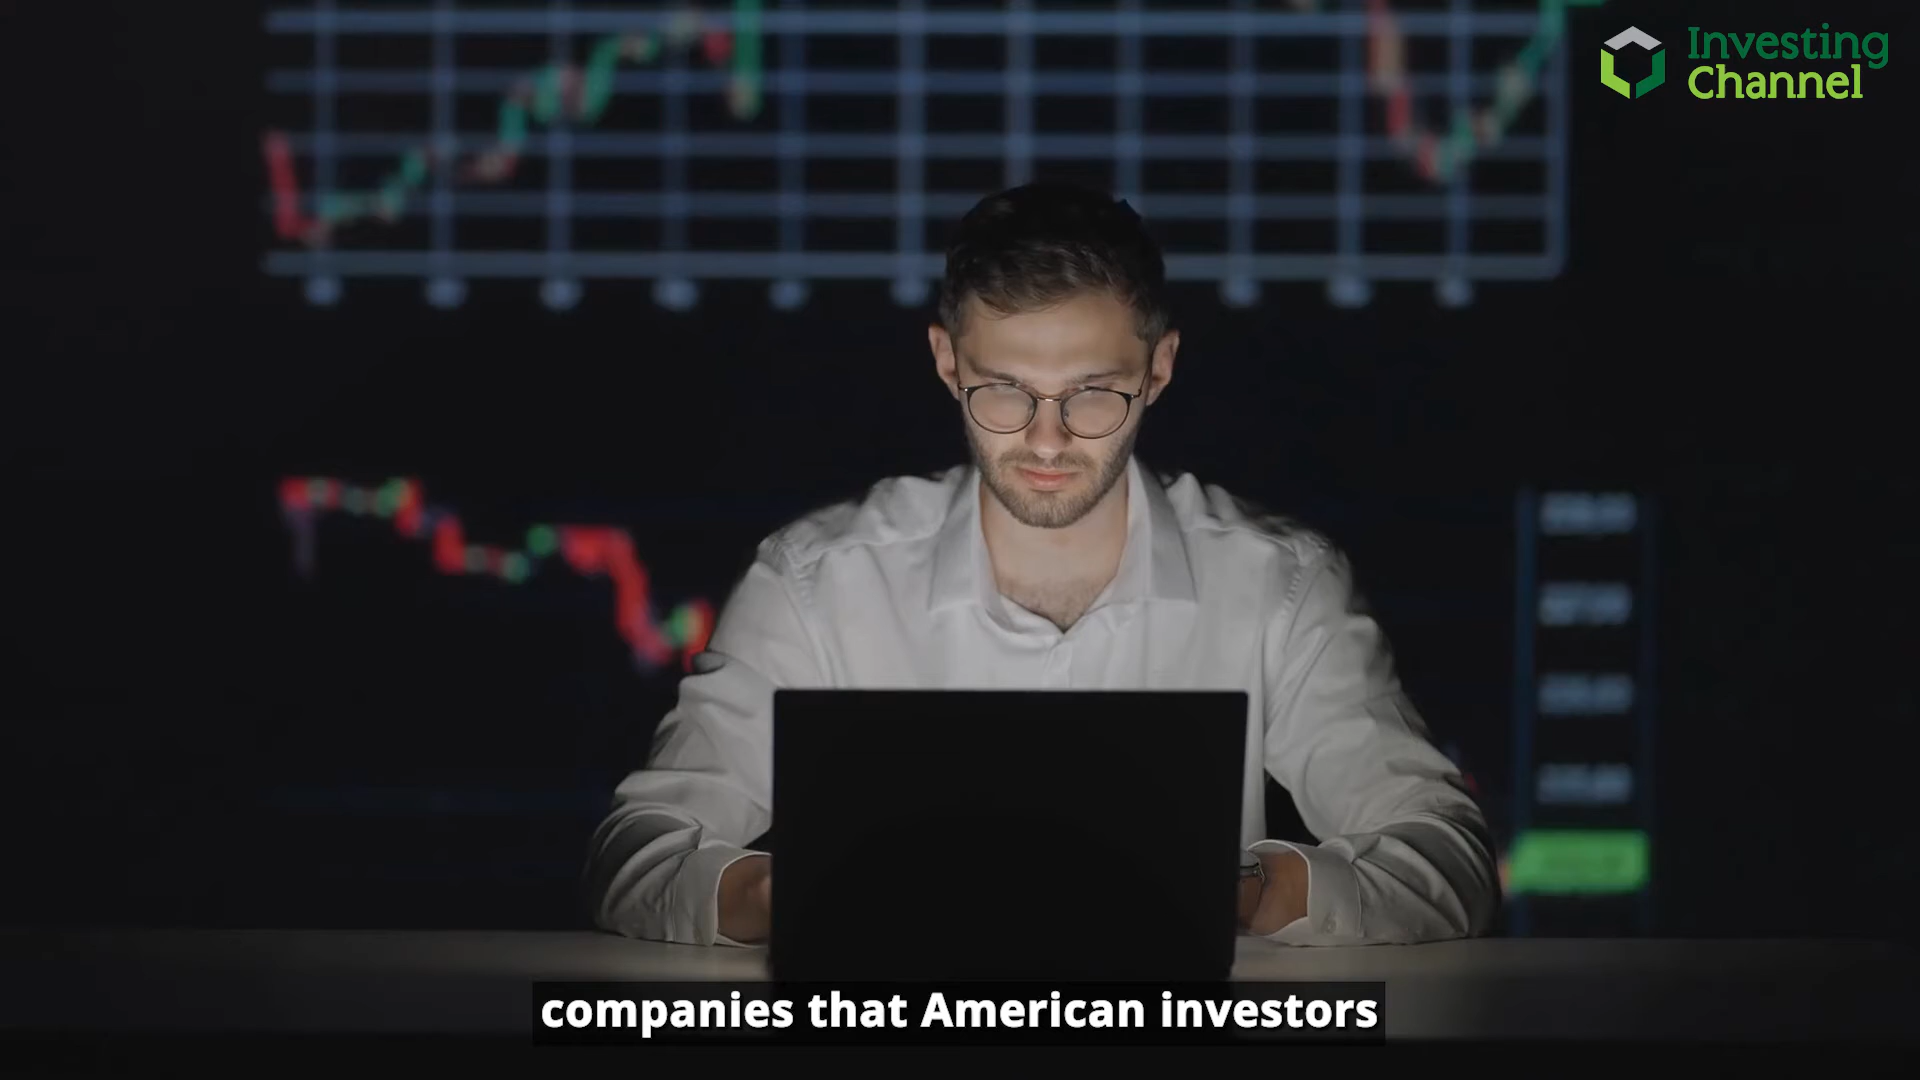 Investing
Channel
companies that American investors